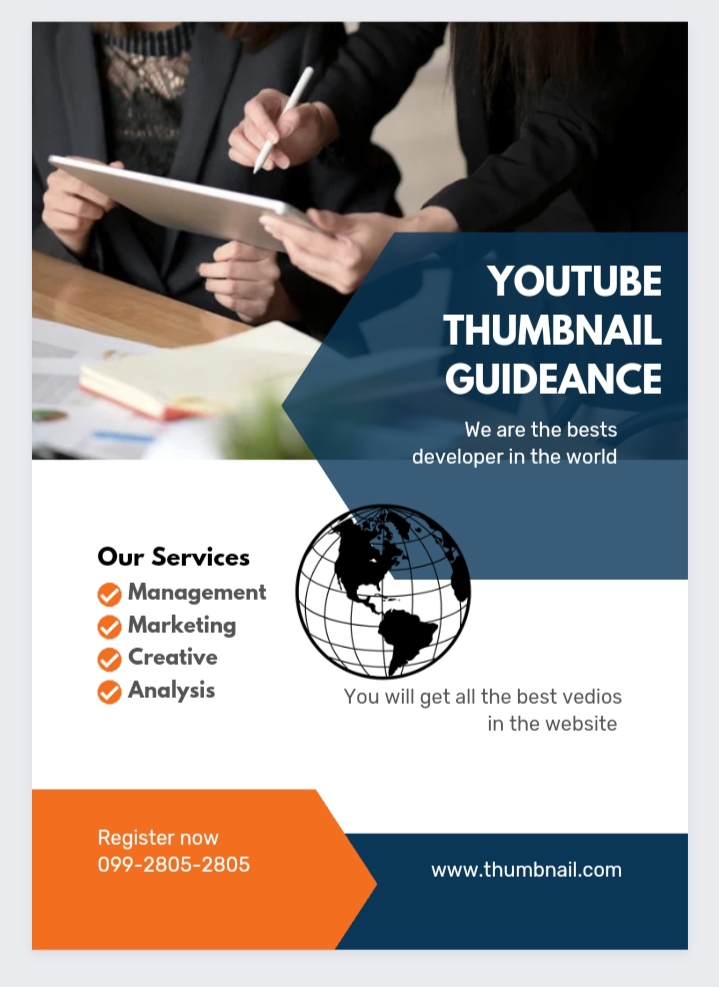 YOUTUBE
THUMBNAIL
GUIDEANCE
We are the bests
developer in the world
Our Services
Management
Marketing
Creative
Analysis
You will get all the best vedios
in the website
Register now
099-2805-2805
www.thumbnail.com